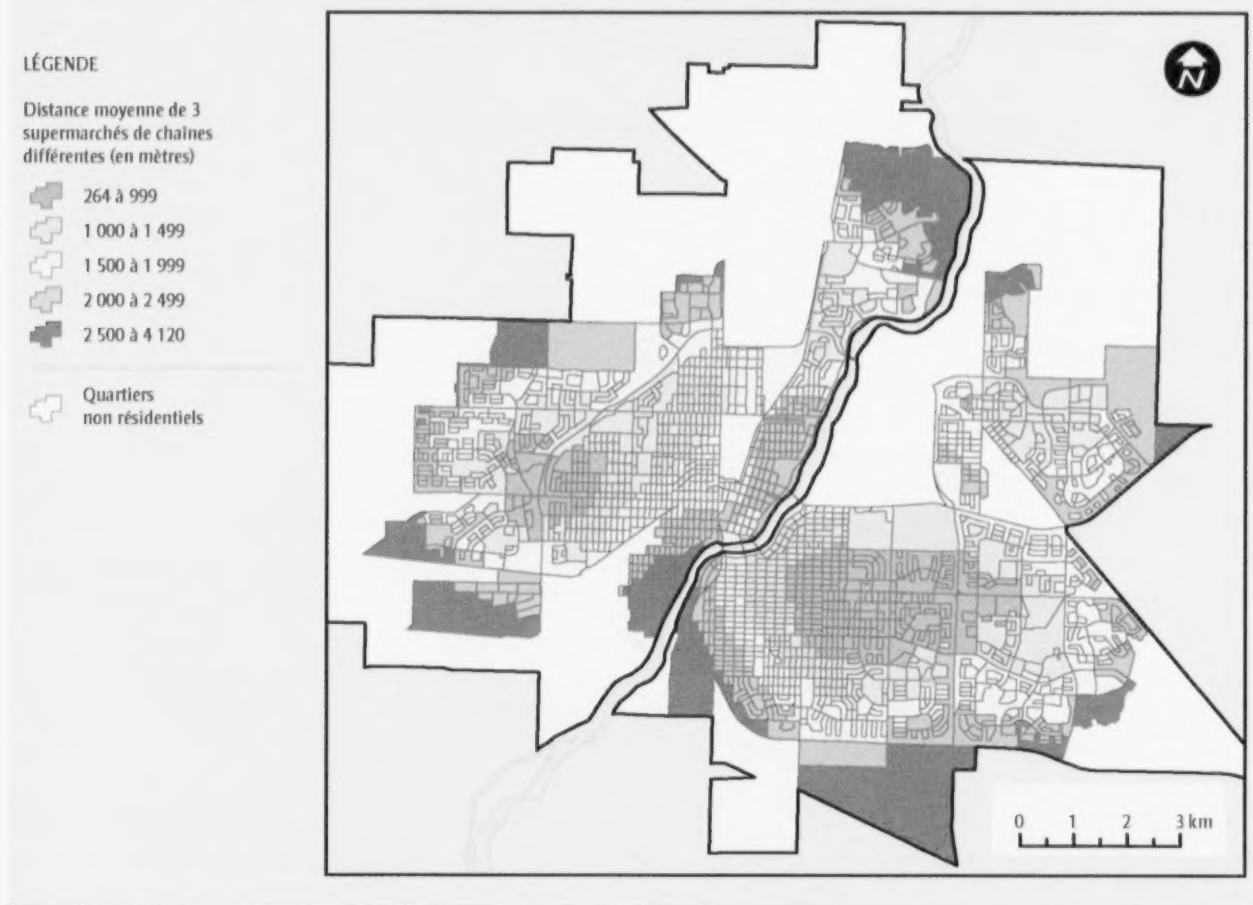 LÉGENDE
Distance moyenne de 3
supermarchés de chaînes
différentes (en mètres)
264 à 999
1 000 à 1 499
1 500 à 1 999
2 000 à 2 499
2 500 à 4 120
Quartiers
non résidentiels
N
0 1 2 3 km